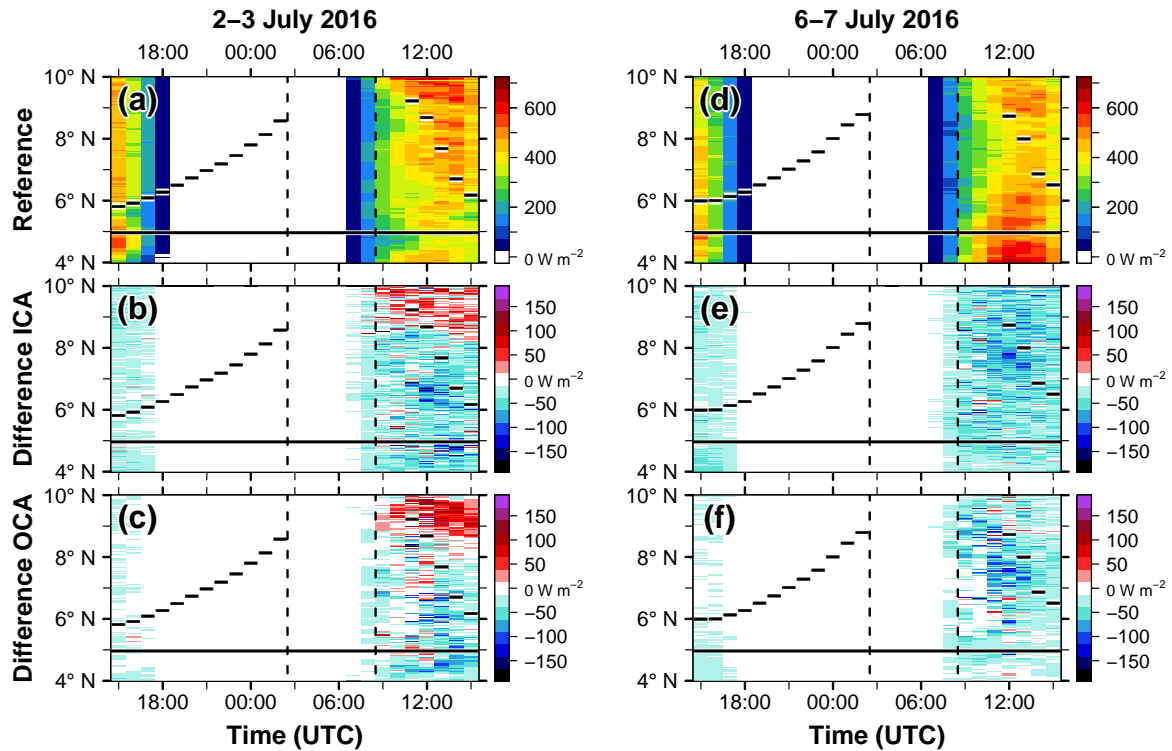 2–3 July 2016
6–7 July 2016
18:00 00:00 06:00 12:00
18:00 00:00 06:00 12:00
Reference
10° N
8° N
6° N
4° N
(a)
600
400
200
0 W m⁻²
10° N
8° N
6° N
4° N
(d)
600
400
200
0 W m⁻²
Difference ICA
10° N
8° N
6° N
4° N
(b)
150
100
50
0 W m⁻²
−50
−100
−150
10° N
8° N
6° N
4° N
(e)
150
100
50
0 W m⁻²
−50
−100
−150
Difference OCA
10° N
8° N
6° N
4° N
(c)
150
100
50
0 W m⁻²
−50
−100
−150
10° N
8° N
6° N
4° N
(f)
150
100
50
0 W m⁻²
−50
−100
−150
18:00 00:00 06:00 12:00
18:00 00:00 06:00 12:00
Time (UTC)
Time (UTC)